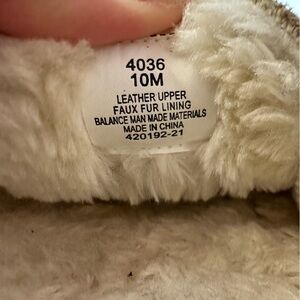 4036
10M
LEATHER UPPER
FAUX FUR LINING
BALANCE MAN MADE MATERIALS
MADE IN CHINA
420192-21